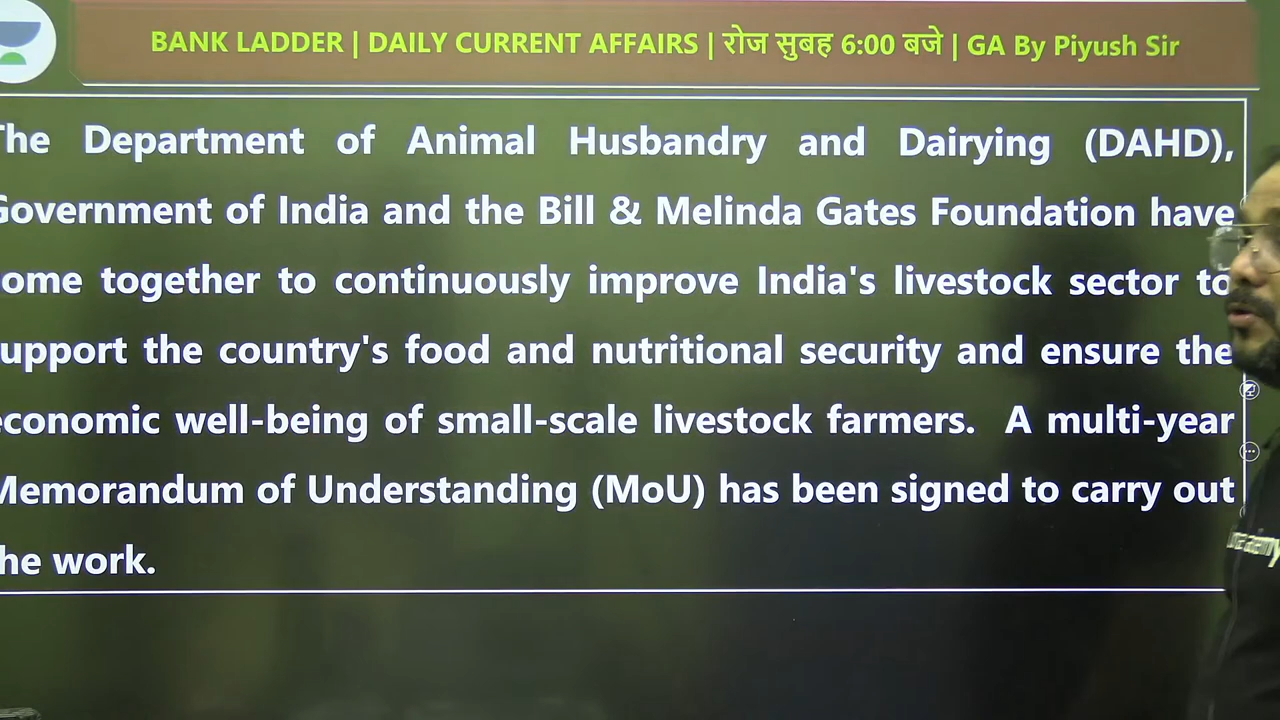 BANK LADDER | DAILY CURRENT AFFAIRS | रोज सुबह 6:00 बजे | GA By Piyush Sir
The Department of Animal Husbandry and Dairying (DAHD),
Government of India and the Bill & Melinda Gates Foundation have
come together to continuously improve India's livestock sector to
support the country's food and nutritional security and ensure the
economic well-being of small-scale livestock farmers. A multi-year
Memorandum of Understanding (MoU) has been signed to carry out
the work.